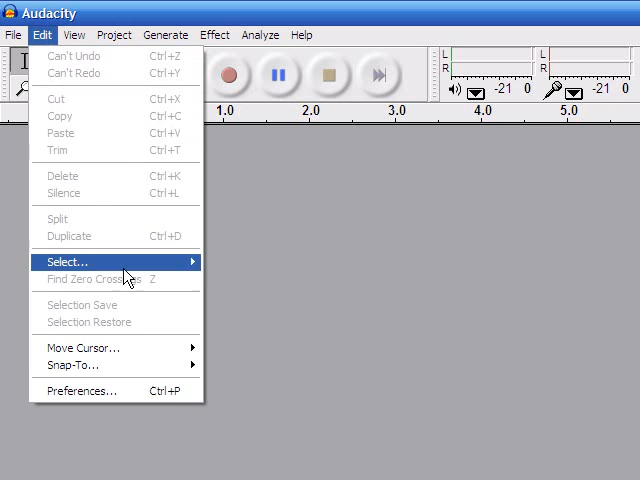 Audacity
File Edit View Project Generate Effect Analyze Help
Can't Undo Ctrl+Z
Can't Redo Ctrl+Y
Cut Ctrl+X
Copy Ctrl+C
Paste Ctrl+V
Trim Ctrl+T
Delete Ctrl+K
Silence Ctrl+L
Split
Duplicate Ctrl+D
Select...
Find Zero Z
Selection Save
Selection Restore
Move Cursor...
Snap-To...
Preferences... Ctrl+P
L
R
-21 0
L
R
-21 0
1.0 2.0 3.0 4.0 5.0